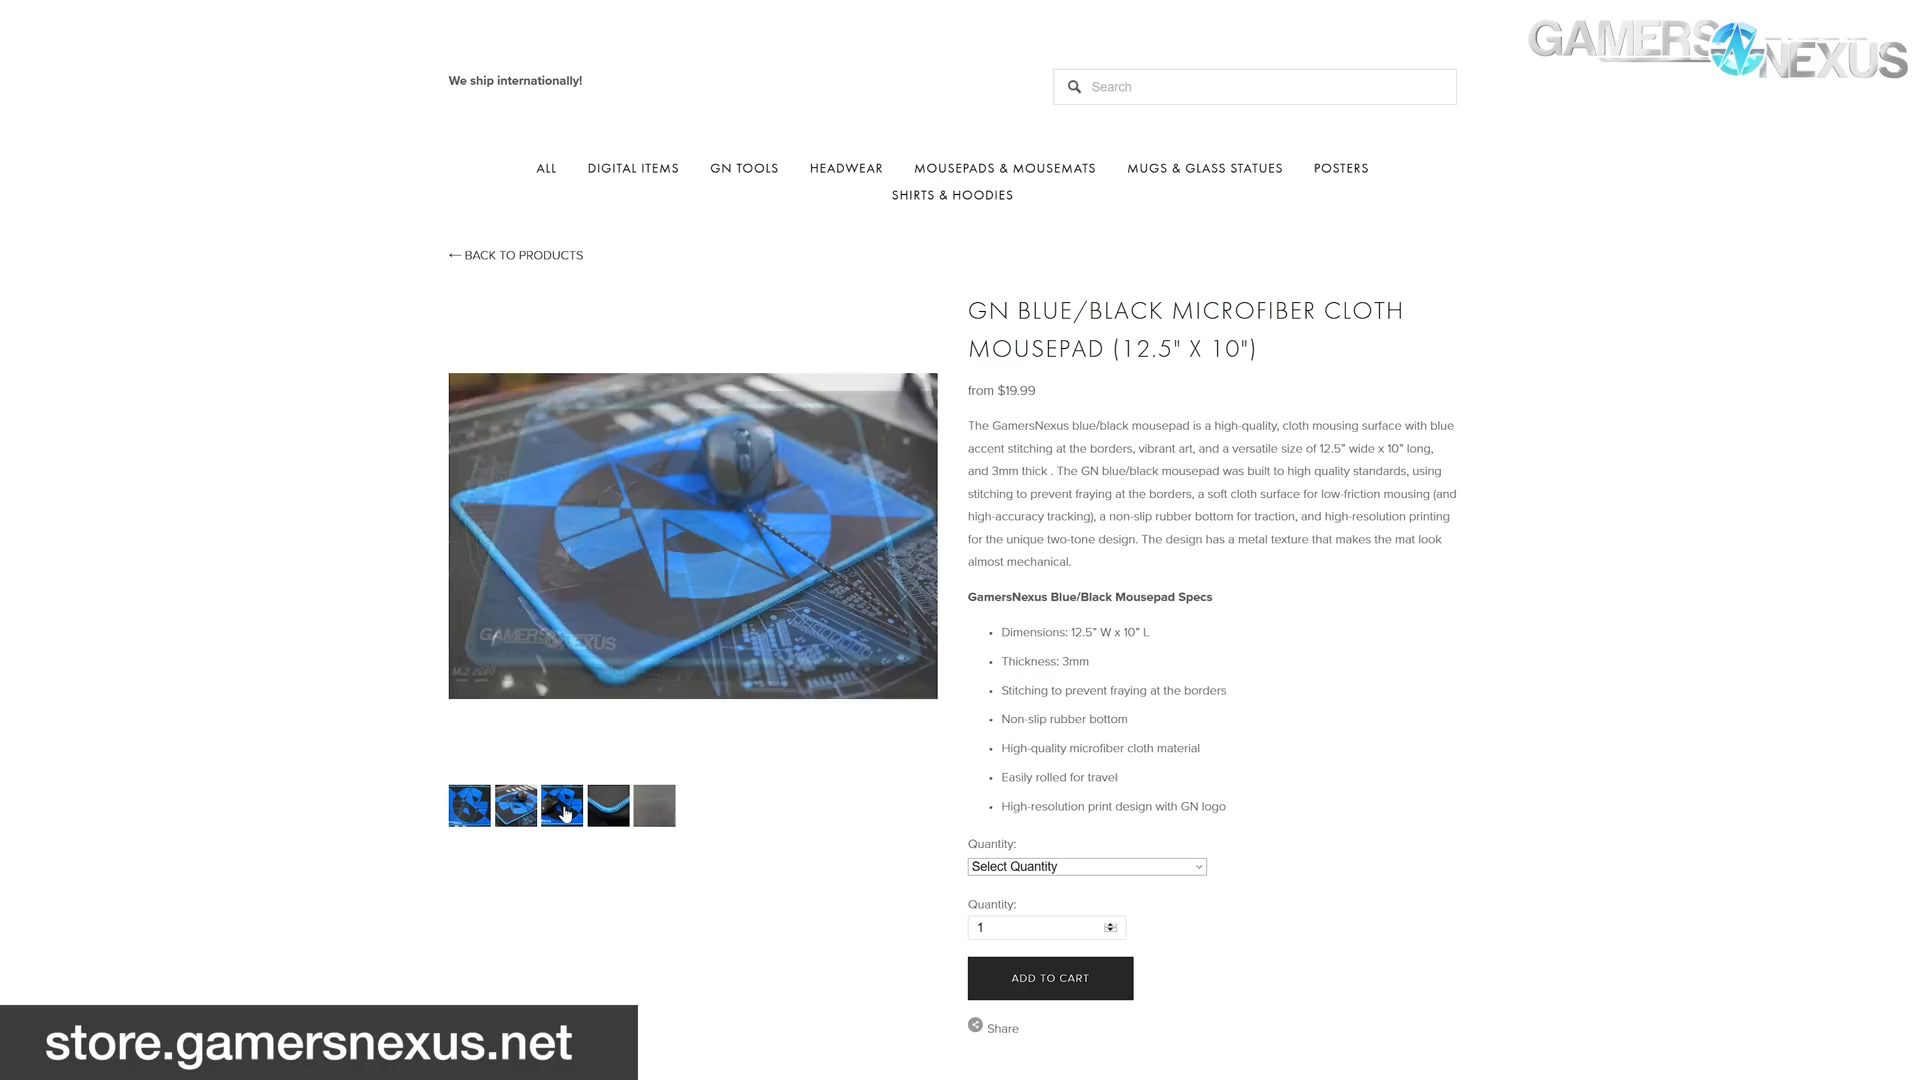 GAMERS NEXUS
We ship internationally!
Search
ALL DIGITAL ITEMS GN TOOLS HEADWEAR MOUSEPADS & MOUSEMATS MUGS & GLASS STATUES POSTERS
SHIRTS & HOODIES
← BACK TO PRODUCTS
GN BLUE/BLACK MICROFIBER CLOTH
MOUSEPAD (12.5" X 10")
from $19.99
The GamersNexus blue/black mousepad is a high-quality, cloth mousing surface with blue
accent stitching at the borders, vibrant art, and a versatile size of 12.5” wide x 10” long,
and 3mm thick . The GN blue/black mousepad was built to high quality standards, using
stitching to prevent fraying at the borders, a soft cloth surface for low-friction mousing (and
high-accuracy tracking), a non-slip rubber bottom for traction, and high-resolution printing
for the unique two-tone design. The design has a metal texture that makes the mat look
almost mechanical.
GAMERS NEXUS
GamersNexus Blue/Black Mousepad Specs
• Dimensions: 12.5” W x 10” L
• Thickness: 3mm
• Stitching to prevent fraying at the borders
• Non-slip rubber bottom
• High-quality microfiber cloth material
• Easily rolled for travel
• High-resolution print design with GN logo
Quantity:
Select Quantity
Quantity:
1
ADD TO CART
Share
store.gamersnexus.net